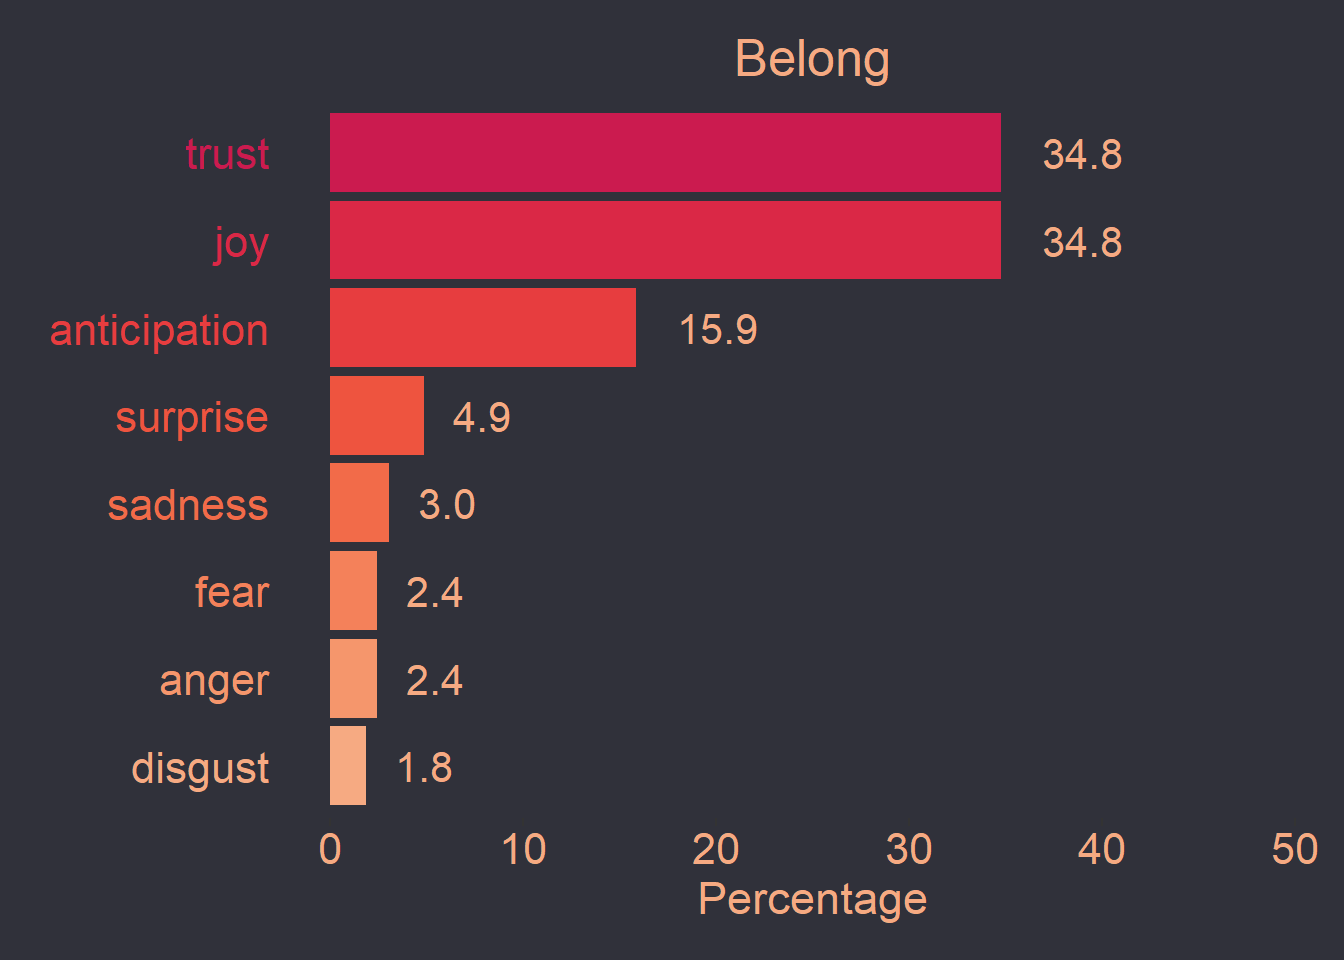 Belong
trust 34.8
joy 34.8
anticipation 15.9
surprise 4.9
sadness 3.0
fear 2.4
anger 2.4
disgust 1.8
0 10 20 30 40 50
Percentage